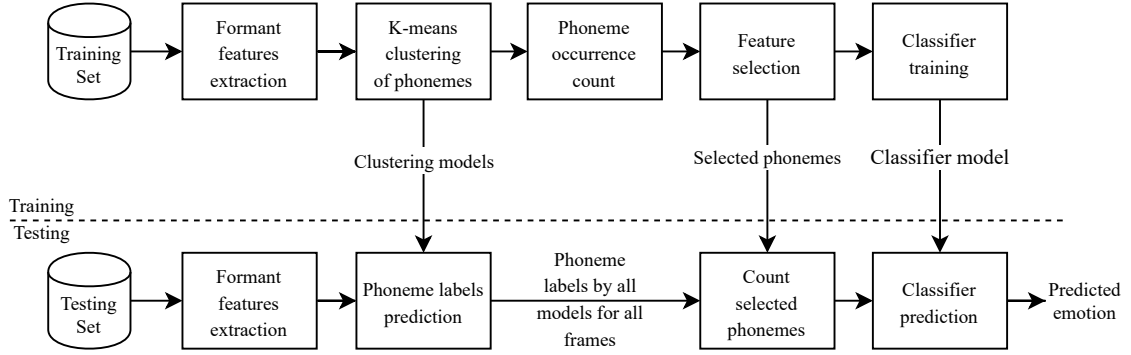 Training
Set
Formant
features
extraction
K-means
clustering
of phonemes
Phoneme
occurrence
count
Feature
selection
Classifier
training
Clustering models
Selected phonemes
Classifier model
Training
Testing
Testing
Set
Formant
features
extraction
Phoneme labels
prediction
Phoneme
labels by all
models for all
frames
Count
selected
phonemes
Classifier
prediction
Predicted
emotion